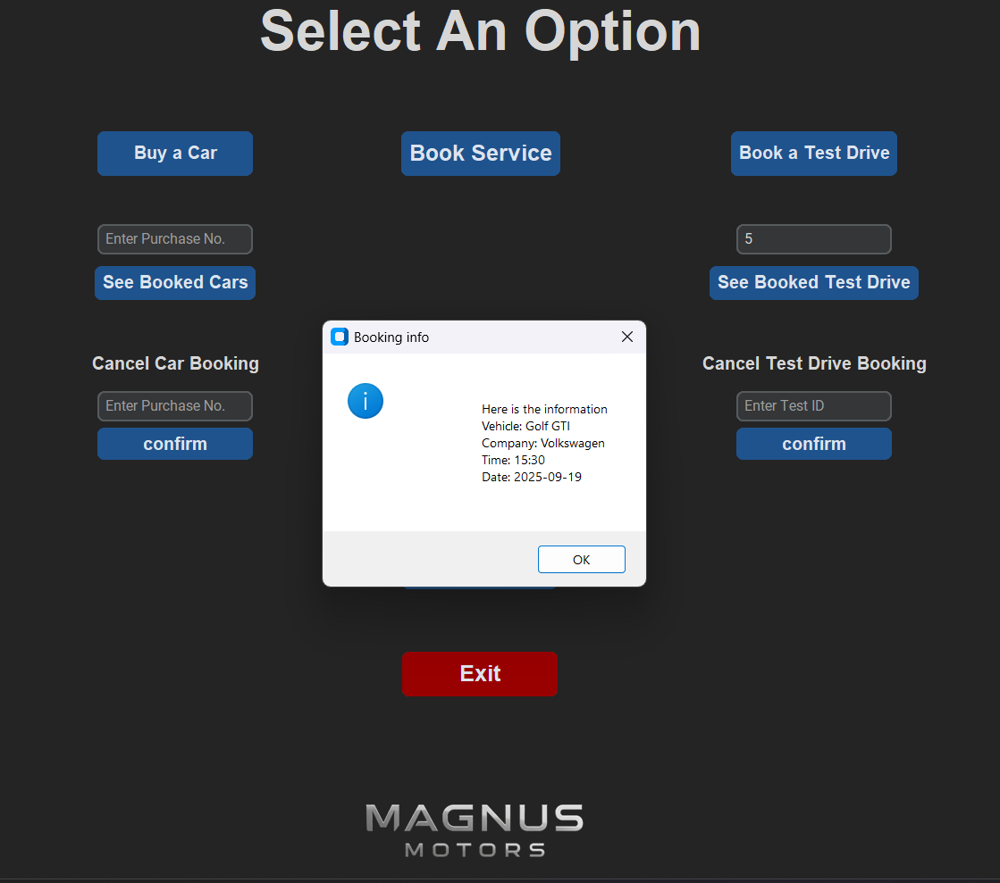 Select An Option
Buy a Car
Book Service
Book a Test Drive
Enter Purchase No.
5
See Booked Cars
See Booked Test Drive
Booking info
Cancel Car Booking
Cancel Test Drive Booking
Enter Purchase No.
Enter Test ID
confirm
confirm
Here is the information
Vehicle: Golf GTI
Company: Volkswagen
Time: 15:30
Date: 2025-09-19
OK
Exit
MAGNUS
MOTORS